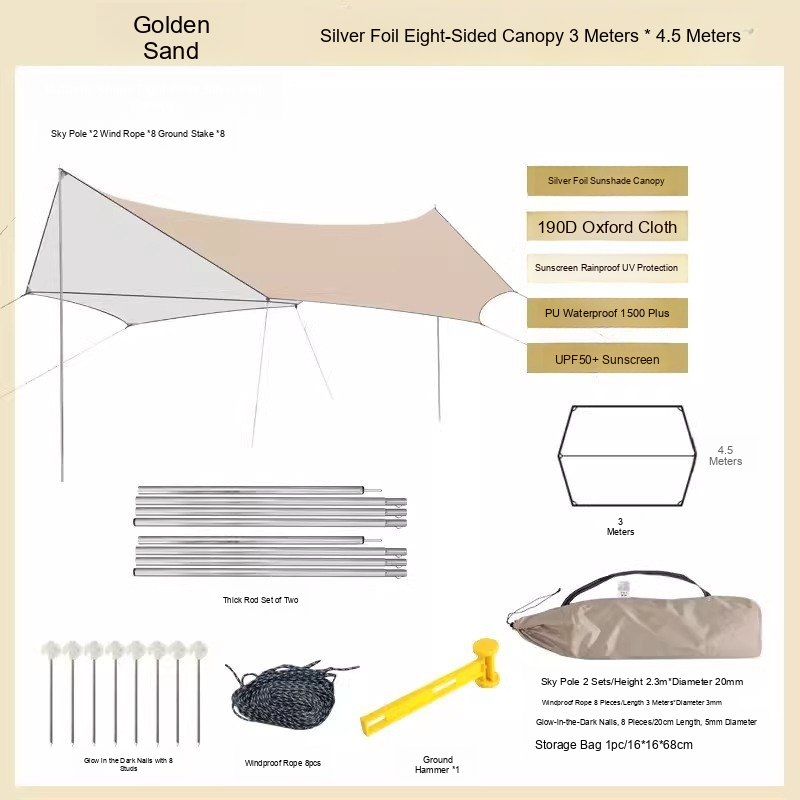 Golden
Sand
Silver Foil Eight-Sided Canopy 3 Meters * 4.5 Meters
Sky Pole *2 Wind Rope *8 Ground Stake *8
Silver Foil Sunshade Canopy
190D Oxford Cloth
Sunscreen Rainproof UV Protection
PU Waterproof 1500 Plus
UPF50+ Sunscreen
4.5
Meters
3
Meters
Thick Rod Set of Two
Sky Pole 2 Sets/Height 2.3m*Diameter 20mm
Windproof Rope 8 Pieces/Length 3 Meters*Diameter 3mm
Glow-in-the-Dark Nails, 8 Pieces/20cm Length, 5mm Diameter
Storage Bag 1pc/16*16*68cm
Glow in the Dark Nails with 8
Studs
Windproof Rope 8pcs
Ground
Hammer *1